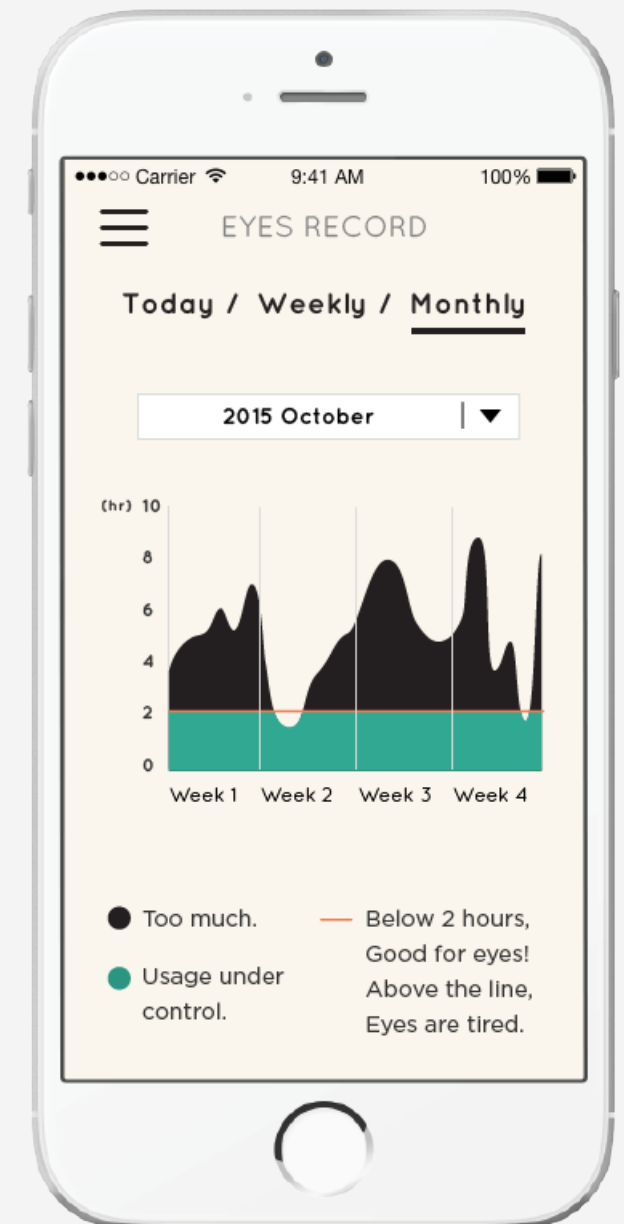 Carrier 9:41 AM 100%
EYES RECORD
Today / Weekly / Monthly
2015 October
(hr) 10
8
6
4
2
0
Week 1 Week 2 Week 3 Week 4
Too much.
Usage under
control.
Below 2 hours,
Good for eyes!
Above the line,
Eyes are tired.